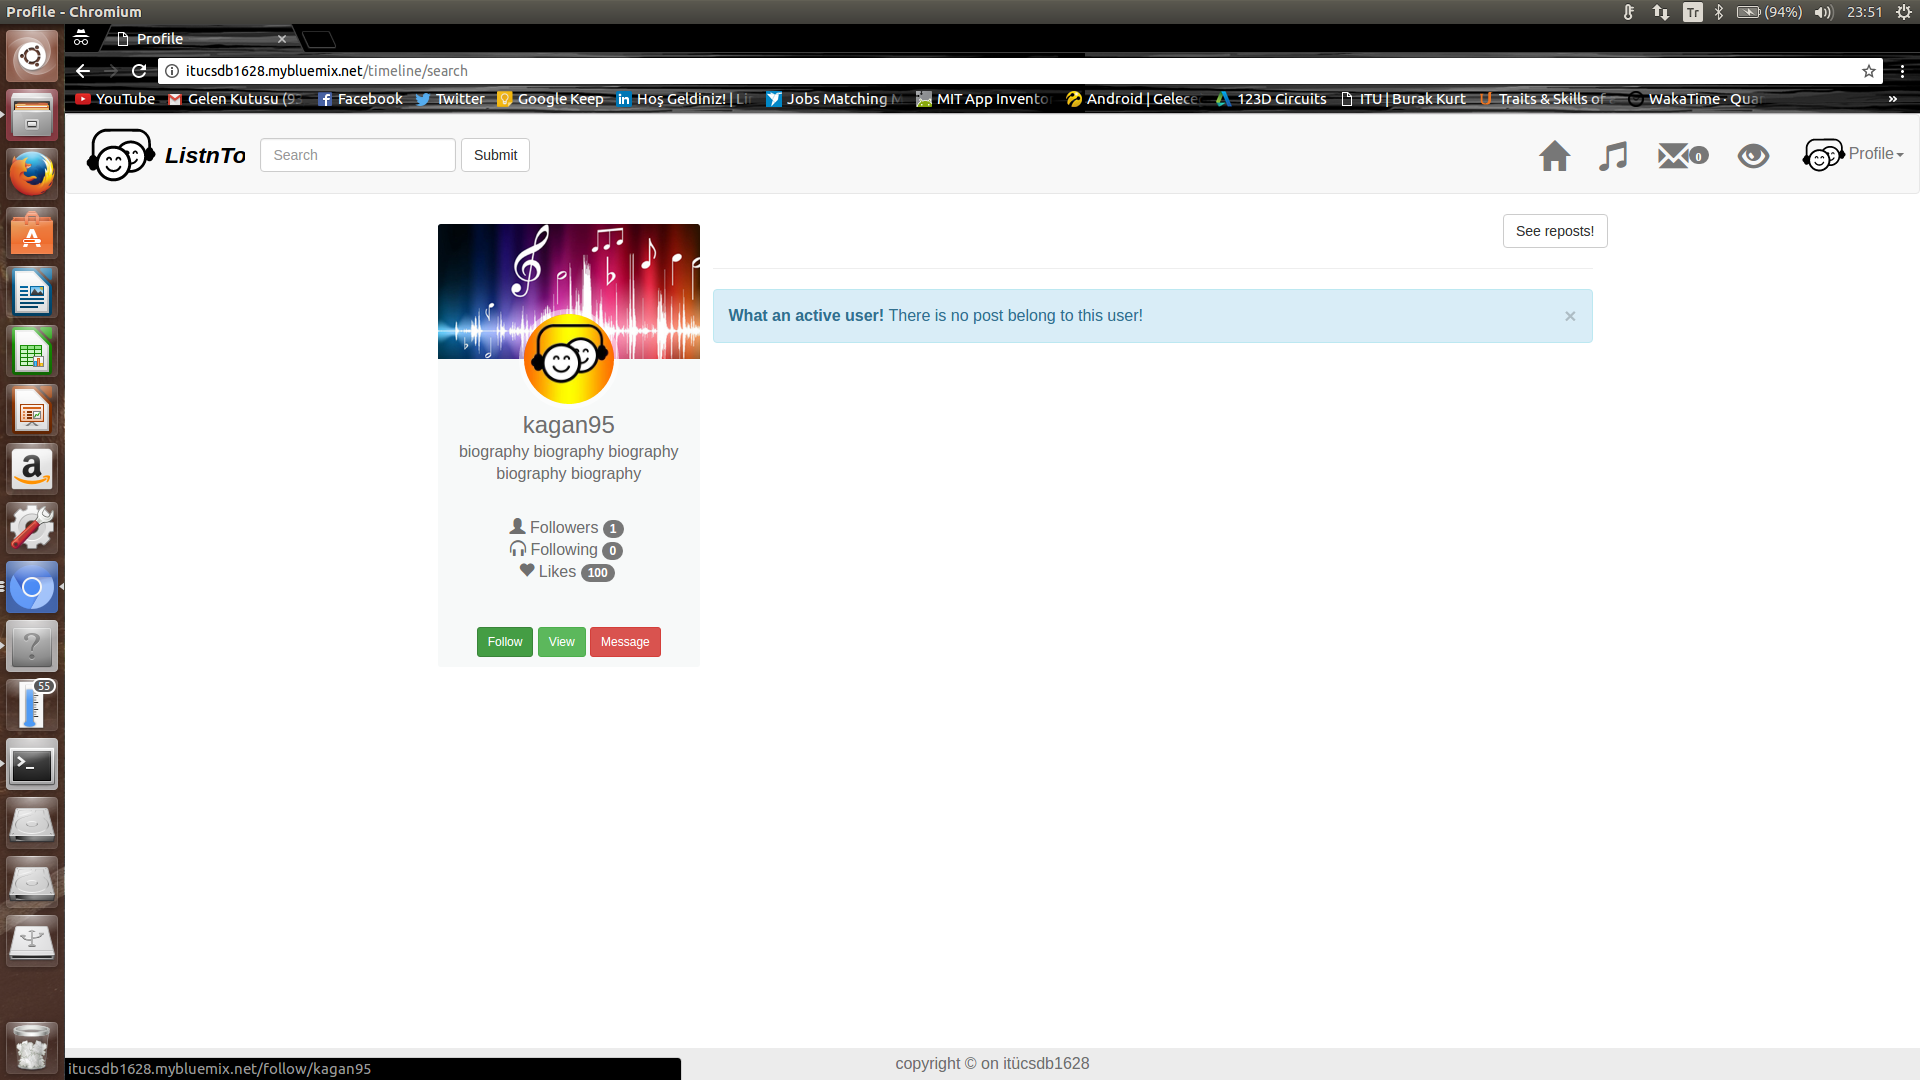 Profile - Chromium
Tr
(94%)
23:51
Profile
itucsdb1628.mybluemix.net/timeline/search
YouTube
Gelen Kutusu (93
Facebook
Twitter
Google Keep
Hoş Geldiniz! | Li
Jobs Matching M
MIT App Invento
Android | Gelece
123D Circuits
ITU | Burak Kurt
Traits & Skills of a
WakaTime · Qua
»
ListnTo
Search
Submit
0
Profile
See reposts!
What an active user! There is no post belong to this user!
×
kagan95
biography biography biography
biography biography
Followers 1
Following 0
Likes 100
Follow
View
Message
55
copyright © on itücsdb1628
itucsdb1628.mybluemix.net/follow/kagan95